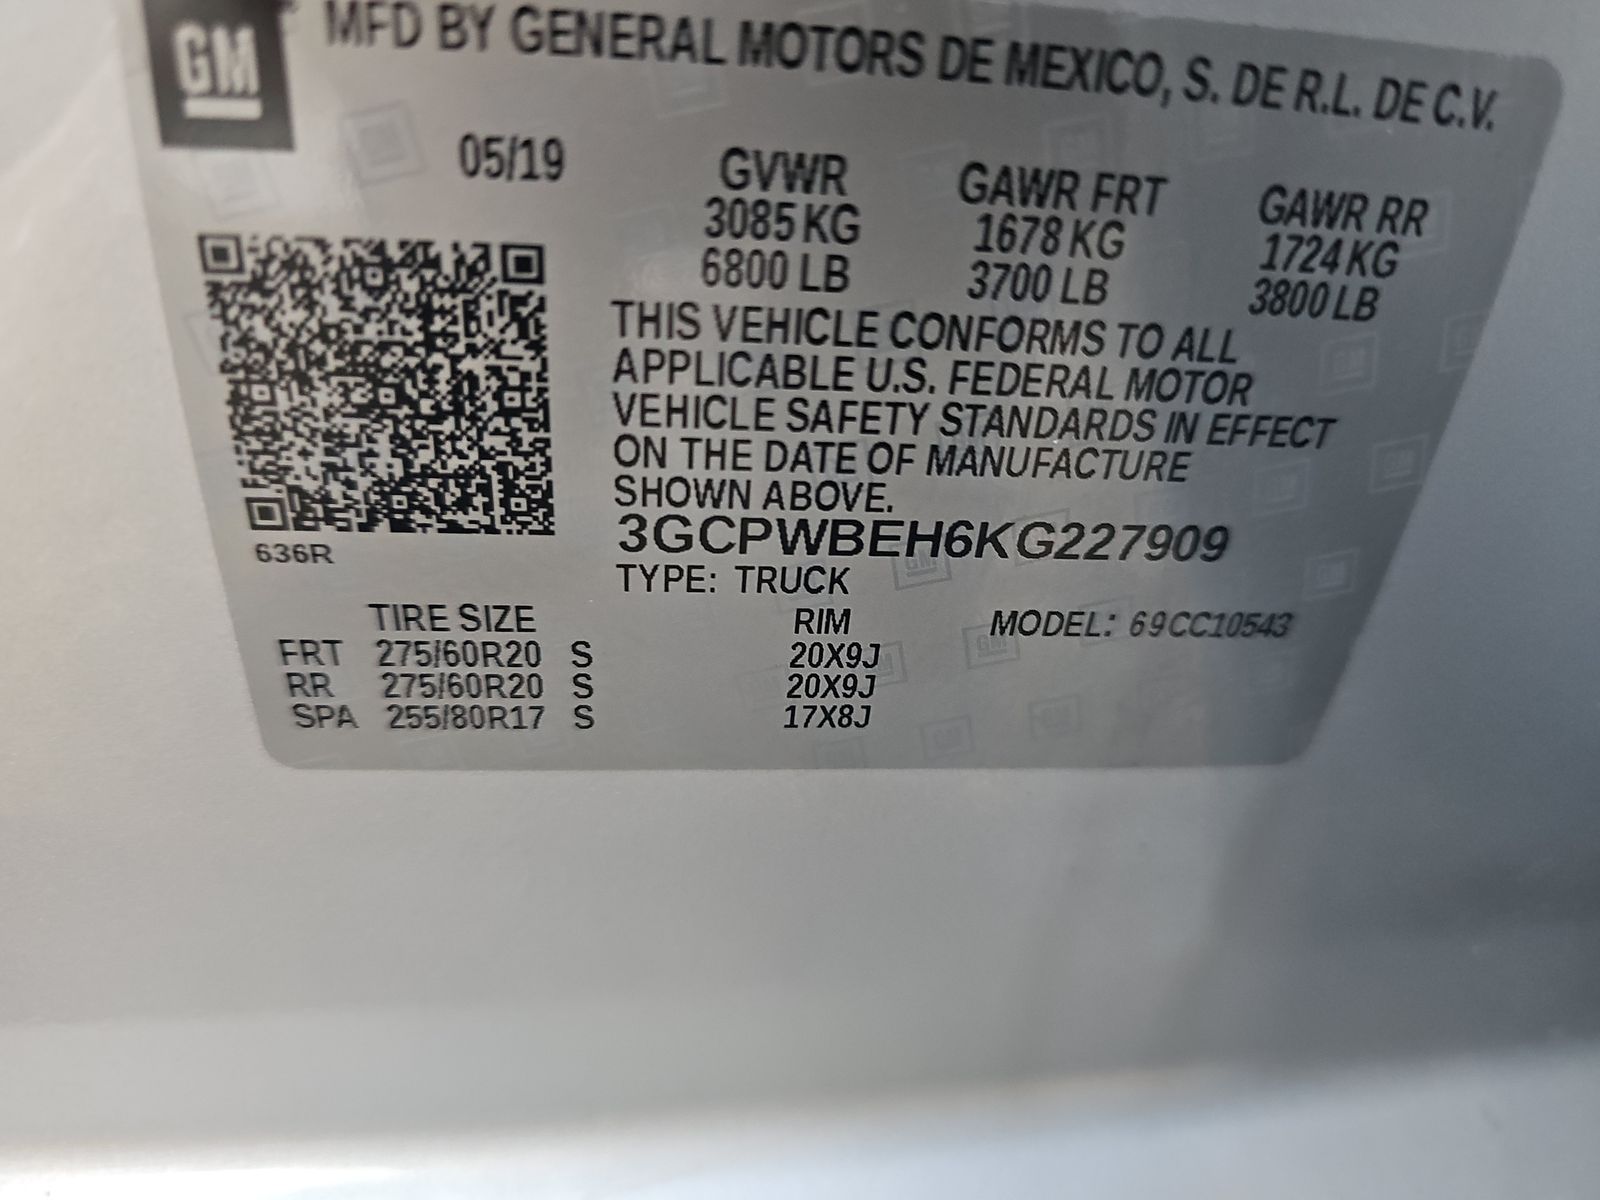 GM
MFD BY GENERAL MOTORS DE MEXICO, S. DE R.L. DE C.V.
05/19 GVWR GAWR FRT GAWR RR
3085 KG 1678 KG 1724 KG
6800 LB 3700 LB 3800 LB
THIS VEHICLE CONFORMS TO ALL
APPLICABLE U.S. FEDERAL MOTOR
VEHICLE SAFETY STANDARDS IN EFFECT
ON THE DATE OF MANUFACTURE
SHOWN ABOVE.
3GCPWBEH6KG227909
636R
TYPE: TRUCK
TIRE SIZE RIM MODEL: 69CC10543
FRT 275/60R20 S 20X9J
RR 275/60R20 S 20X9J
SPA 255/80R17 S 17X8J